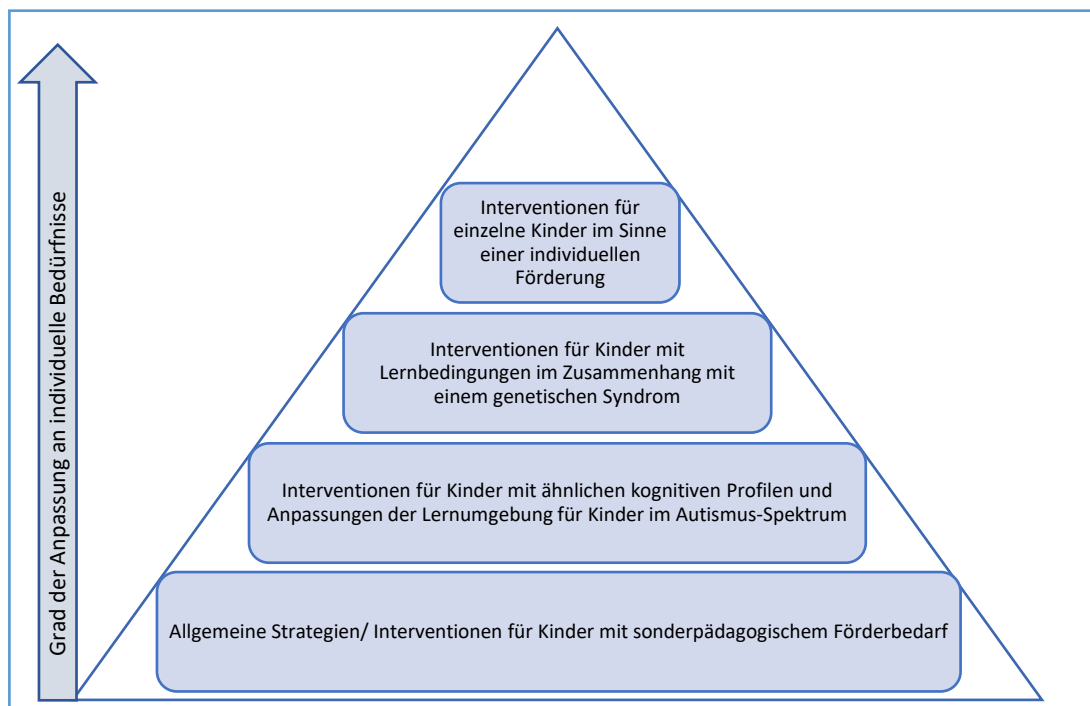 Grad der Anpassung an individuelle Bedürfnisse
Interventionen für
einzelne Kinder im Sinne
einer individuellen
Förderung
Interventionen für Kinder mit
Lernbedingungen im Zusammenhang mit
einem genetischen Syndrom
Interventionen für Kinder mit ähnlichen kognitiven Profilen und
Anpassungen der Lernumgebung für Kinder im Autismus-Spektrum
Allgemeine Strategien/ Interventionen für Kinder mit sonderpädagogischem Förderbedarf